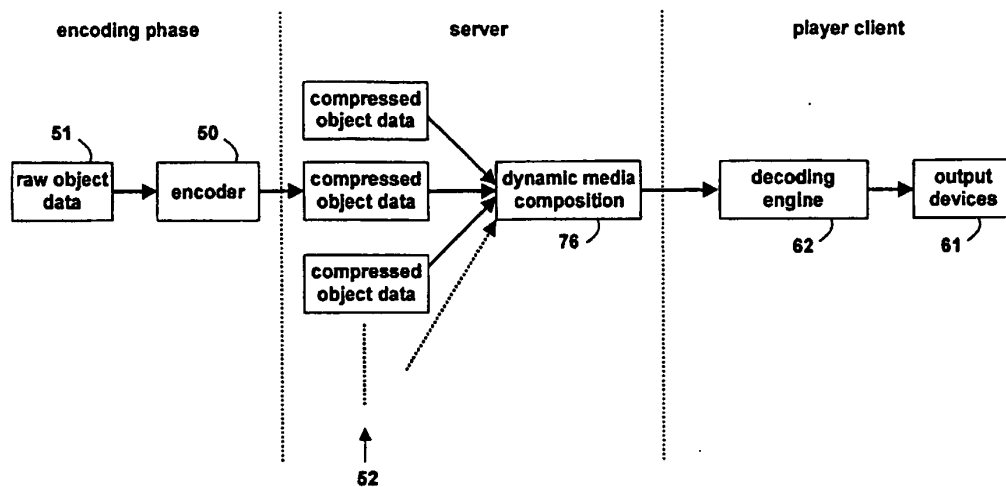 encoding phase
server
player client
compressed
object data
51
50
raw object
data
encoder
compressed
object data
dynamic media
composition
76
decoding
engine
62
output
devices
61
compressed
object data
52